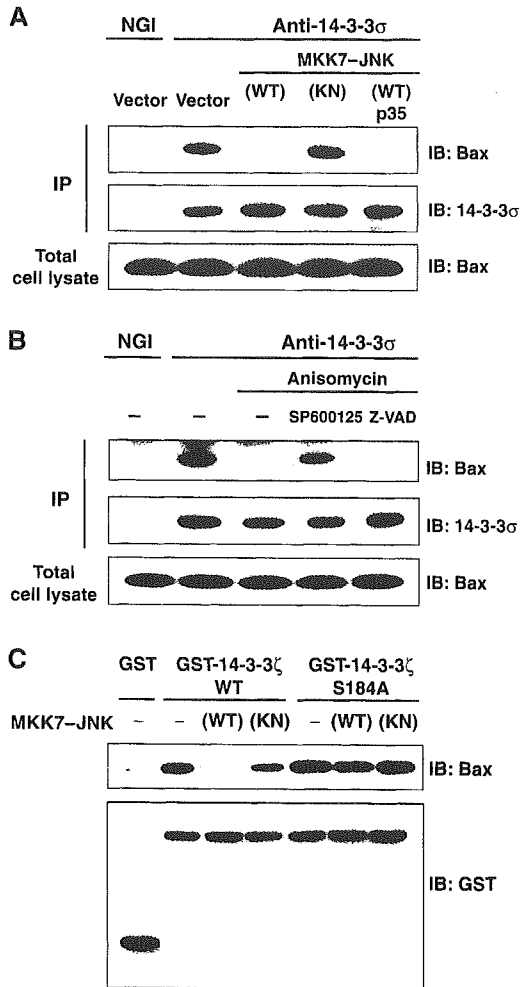 A
NGI Anti-14-3-3σ
MKK7–JNK
Vector Vector (WT) (KN) (WT)
p35
IP
IB: Bax
IB: 14-3-3σ
Total
cell lysate
IB: Bax
B
NGI Anti-14-3-3σ
Anisomycin
– – – SP600125 Z-VAD
IP
IB: Bax
IB: 14-3-3σ
Total
cell lysate
IB: Bax
C
GST GST-14-3-3ζ GST-14-3-3ζ
WT S184A
MKK7–JNK – – (WT) (KN) – (WT) (KN)
IB: Bax
IB: GST